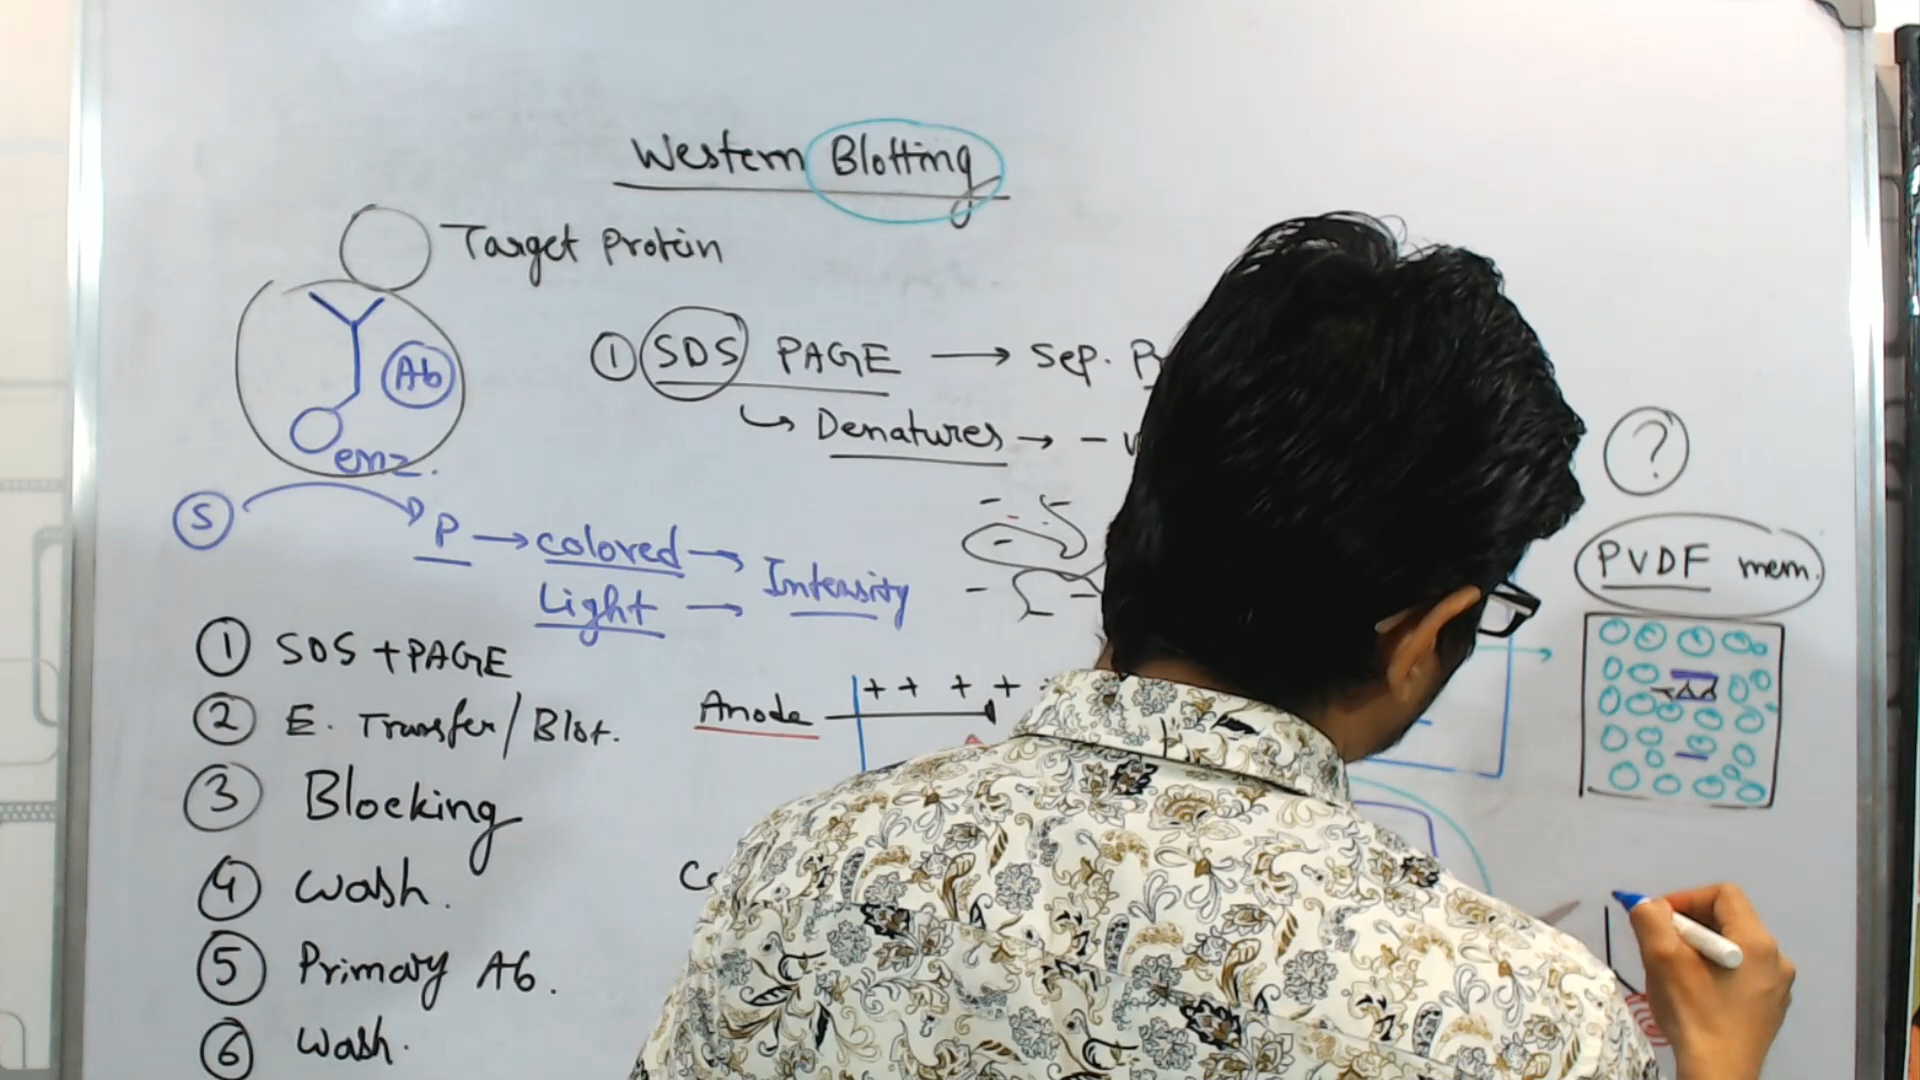 Western Blotting
Target Protein
Ab
enz.
① SDS PAGE → Sep.
↳ Denatures → -
?
S
P → colored → Intensity
Light →
PVDF mem.
① SDS + PAGE
② E. Transfer / Blot.
Anode + + + +
③ Blocking
④ Wash.
⑤ Primary Ab.
⑥ Wash.